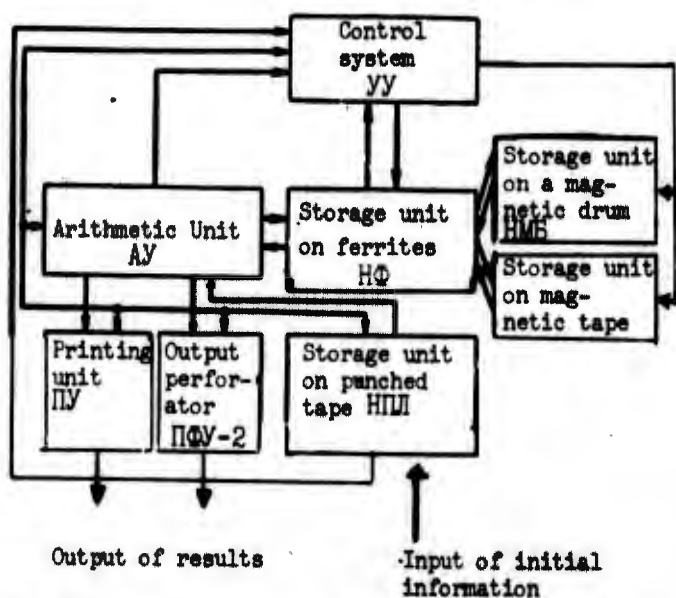 Control
system
УУ
Storage unit
on a mag-
netic drum НМБ
Arithmetic Unit
АУ
Storage unit
on ferrites
НФ
Storage unit
on mag-
netic tape
Printing
unit
ПУ
Output
perfor-
ator
ПФУ-2
Storage unit
on punched
tape НПЛ
Output of results
Input of initial
information